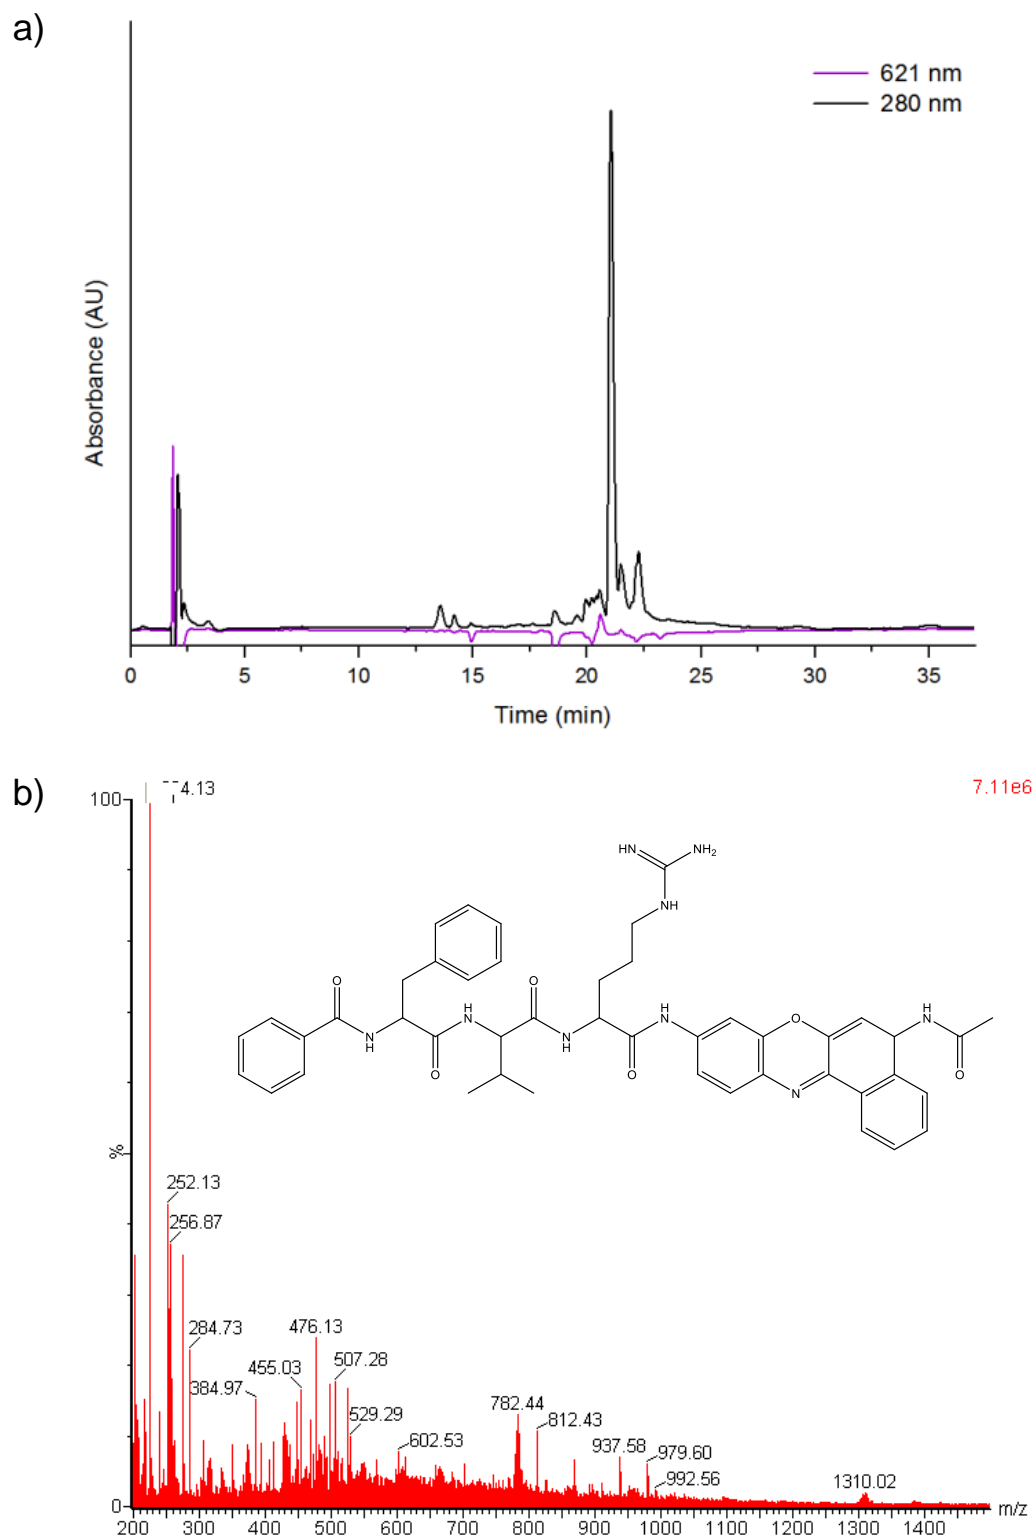 a)
621 nm
280 nm
Absorbance (AU)
0 5 10 15 20 25 30 35
Time (min)
b)
4.13
7.11e6
100
HN NH2
NH
O O H N
H N O H N
N H O N H O N O
252.13
%
256.87
284.73
476.13
507.28
455.03
384.97
529.29
782.44
812.43
602.53
937.58
979.60
992.56
1310.02
0
200 300 400 500 600 700 800 900 1000 1100 1200 1300 1400
m/z